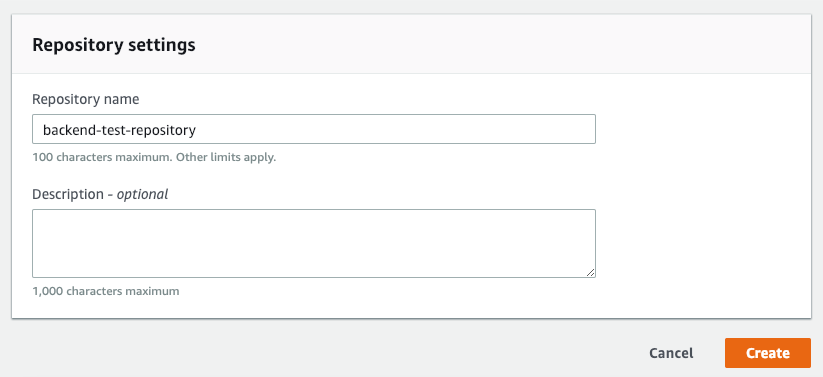 Repository settings
Repository name
backend-test-repository
100 characters maximum. Other limits apply.
Description - optional
1,000 characters maximum
Cancel
Create